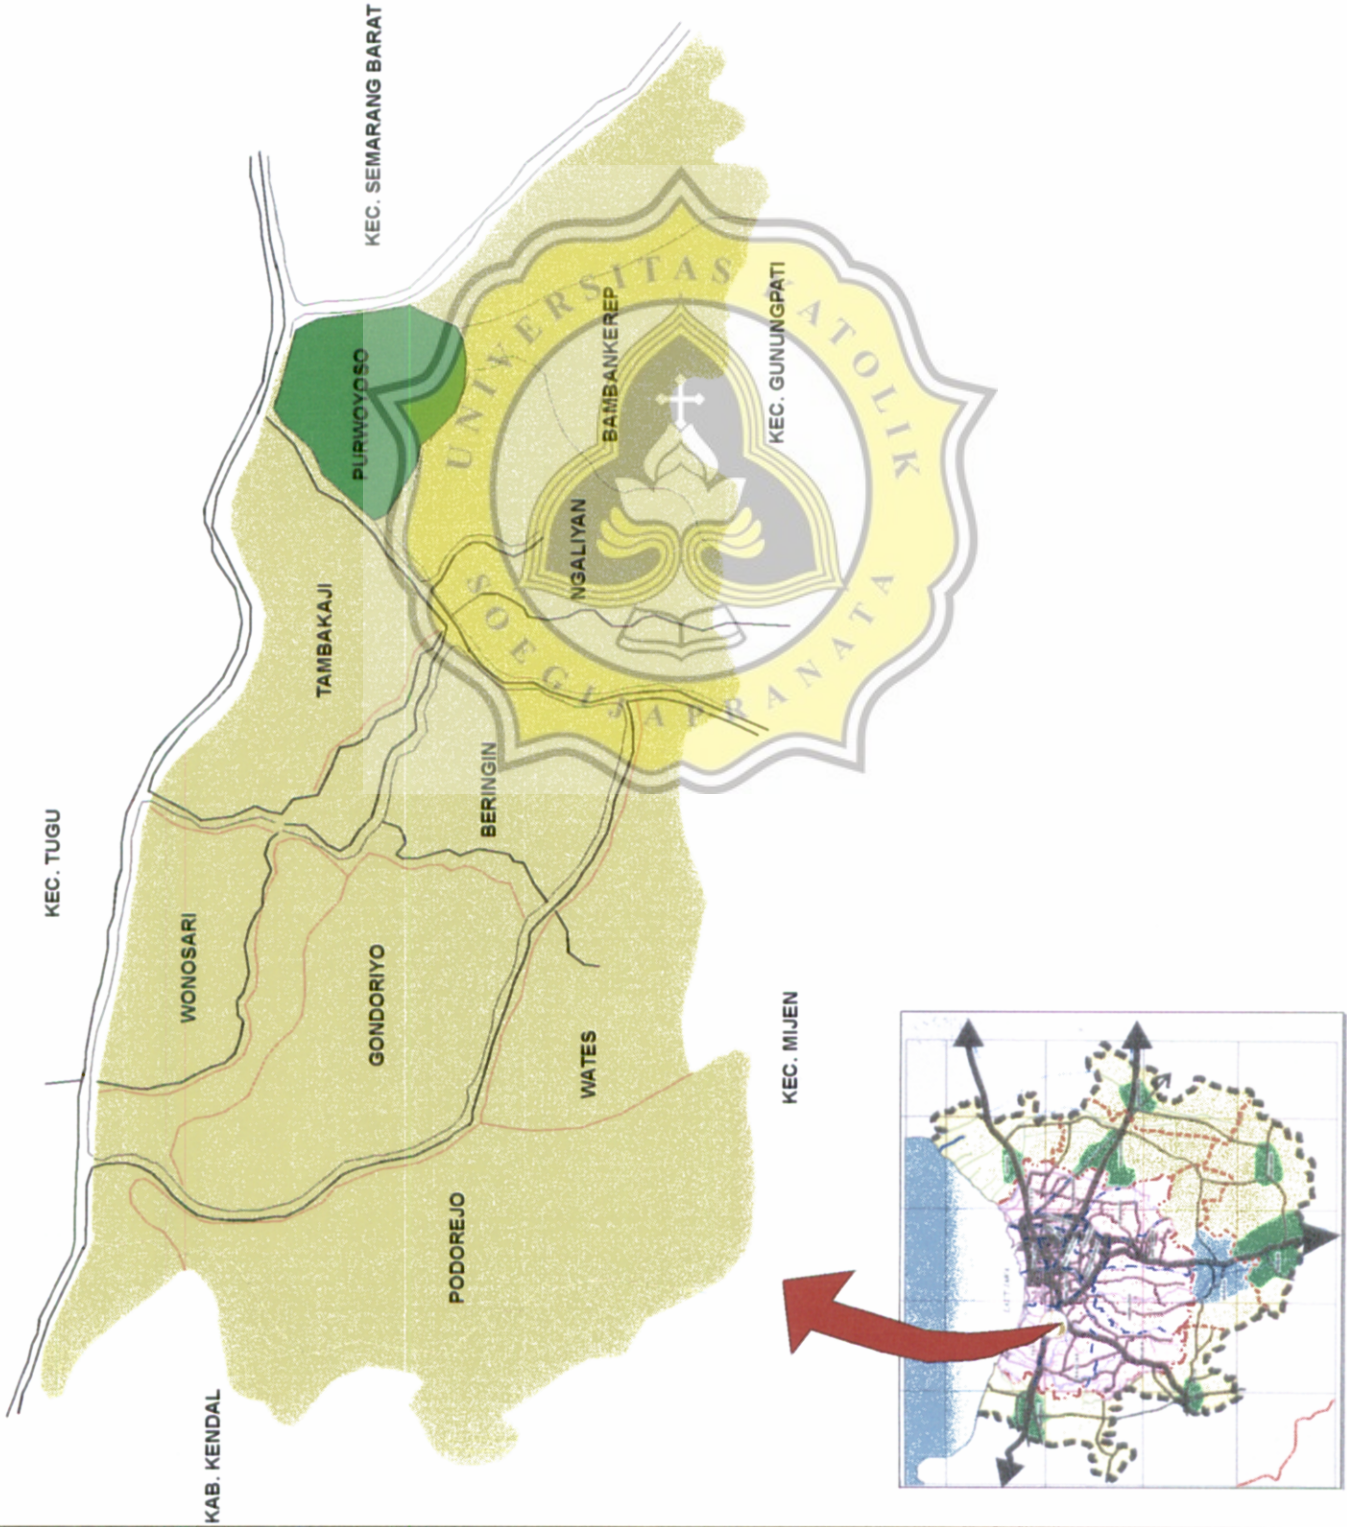 KEC. TUGU
KEC. SEMARANG BARAT
KAB. KENDAL
WONOSARI
TAMBAKAJI
PURWOYOSO
GONDORIYO
BERINGIN
PODOREJO
WATES
NGALIYAN
BAMBANKEREP
KEC. MIJEN
KEC. GUNUNGPATI
UNIVERSITAS KATOLIK
SOEGIJAPRANATA